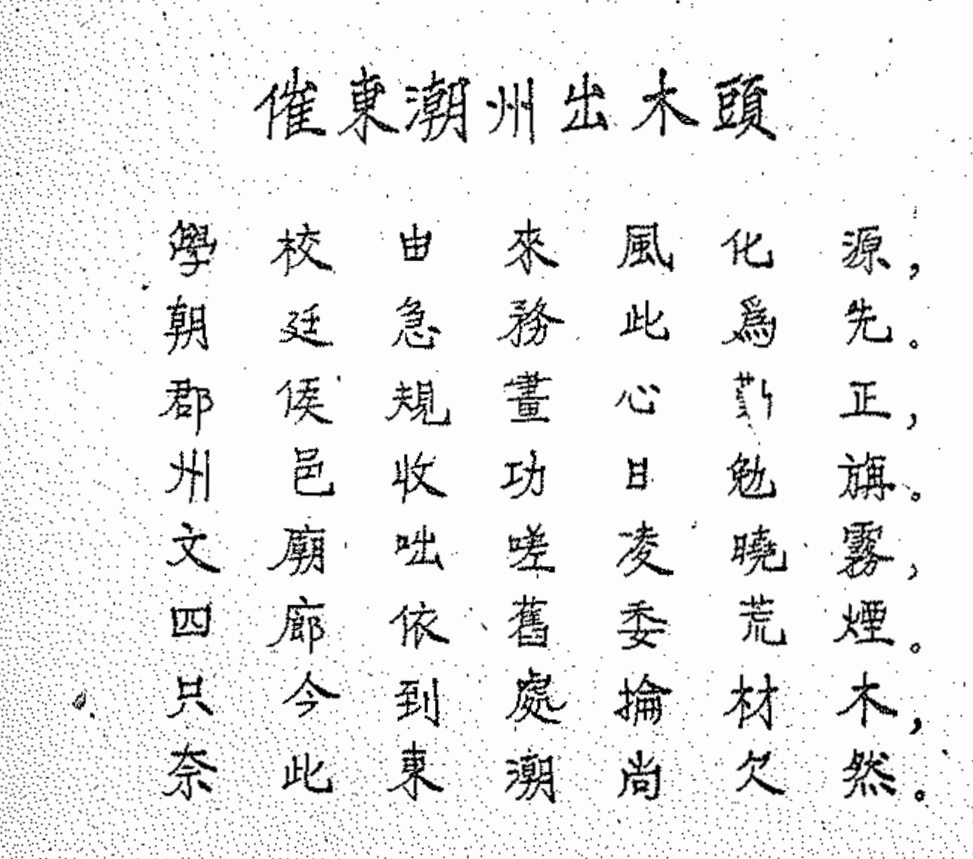 催東潮州出木頭
學校由來風化源，
朝廷急務此爲先。
郡侯規畫心正，
州邑收功日勉旃。
文廟咄嗟凌曉霧，
四廊依舊委荒煙。
只今到處掄材木，
奈此東潮尚欠然。